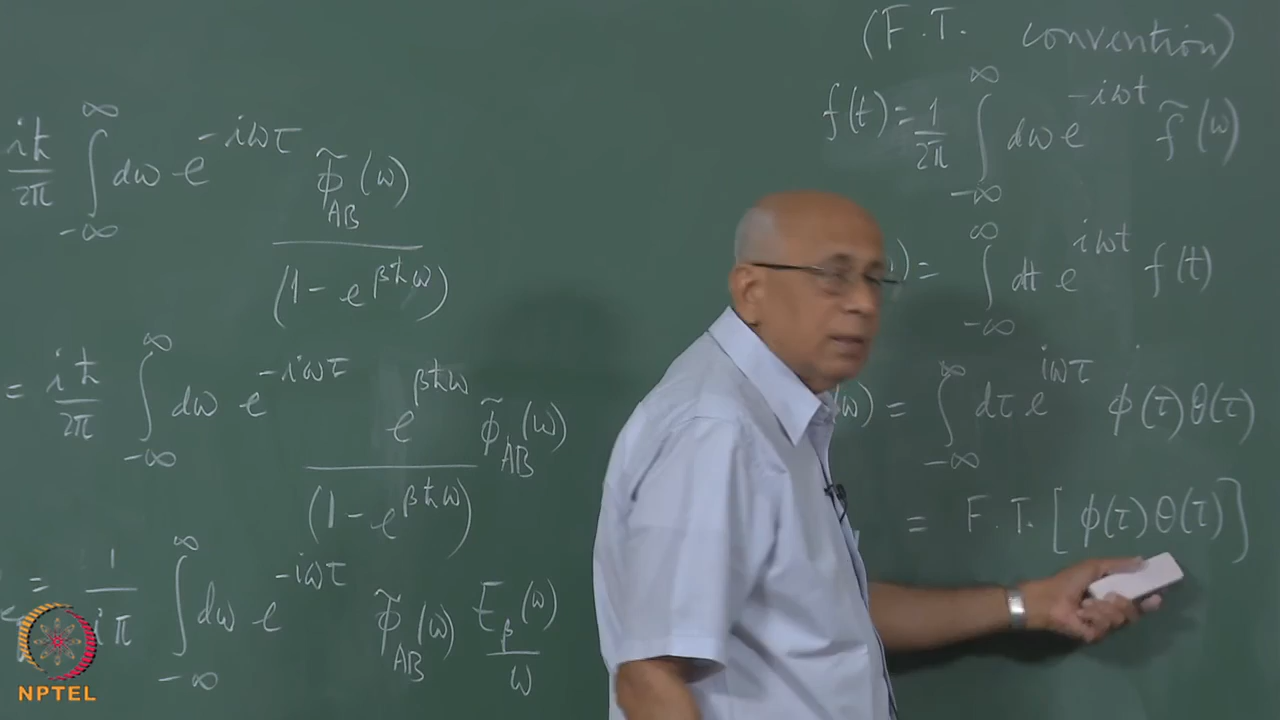 (F.T. convention)
f(t) = 1/2π ∫_{-∞}^{∞} dω e^{-iωt} f̃(ω)
iħ/2π ∫_{-∞}^{∞} dω e^{-iωτ} φ̃_{AB}(ω) / (1 - e^{βħω})
) = ∫_{-∞}^{∞} dt e^{iωt} f(t)
= iħ/2π ∫_{-∞}^{∞} dω e^{-iωτ} e^{βħω} / (1 - e^{βħω}) φ̃_{AB}(ω)
(ω) = ∫_{-∞}^{∞} dτ e^{iωτ} φ(τ)θ(τ)
= F.T. [φ(τ)θ(τ)]
= 1/iπ ∫_{-∞}^{∞} dω e^{-iωτ} φ̃_{AB}(ω) E_β(ω)/ω
NPTEL